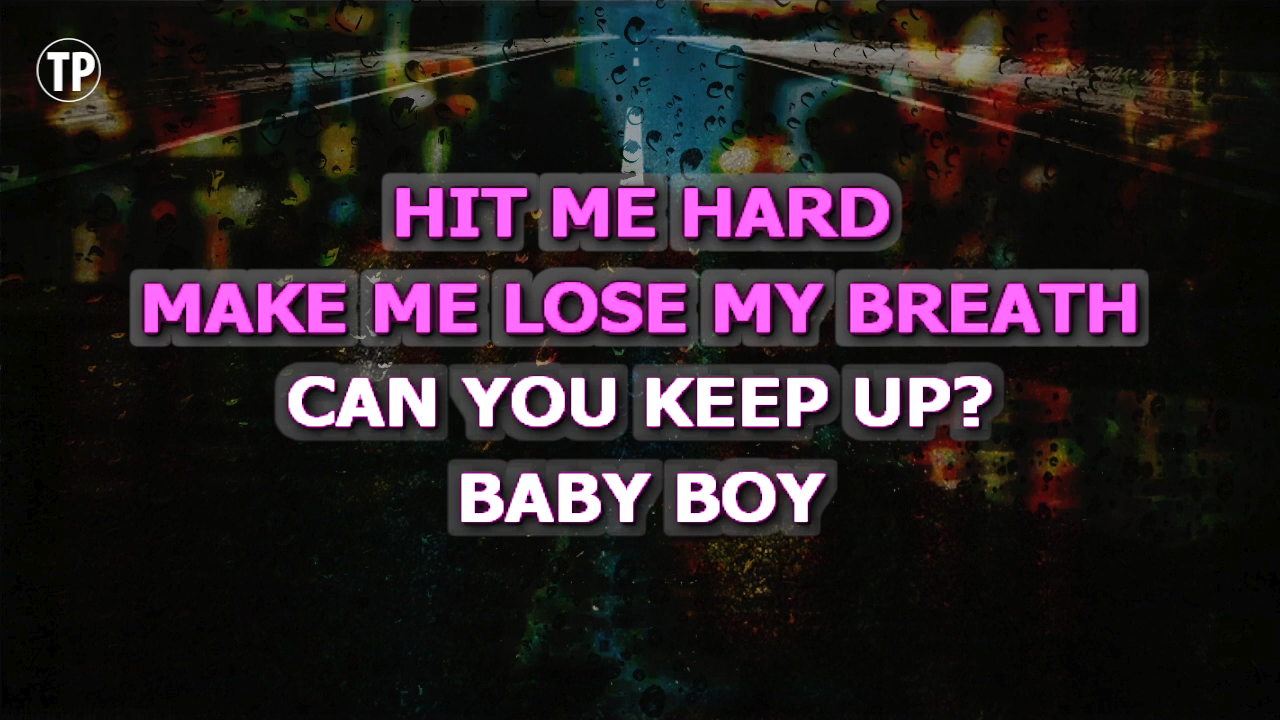 TP
HIT ME HARD
MAKE ME LOSE MY BREATH
CAN YOU KEEP UP?
BABY BOY